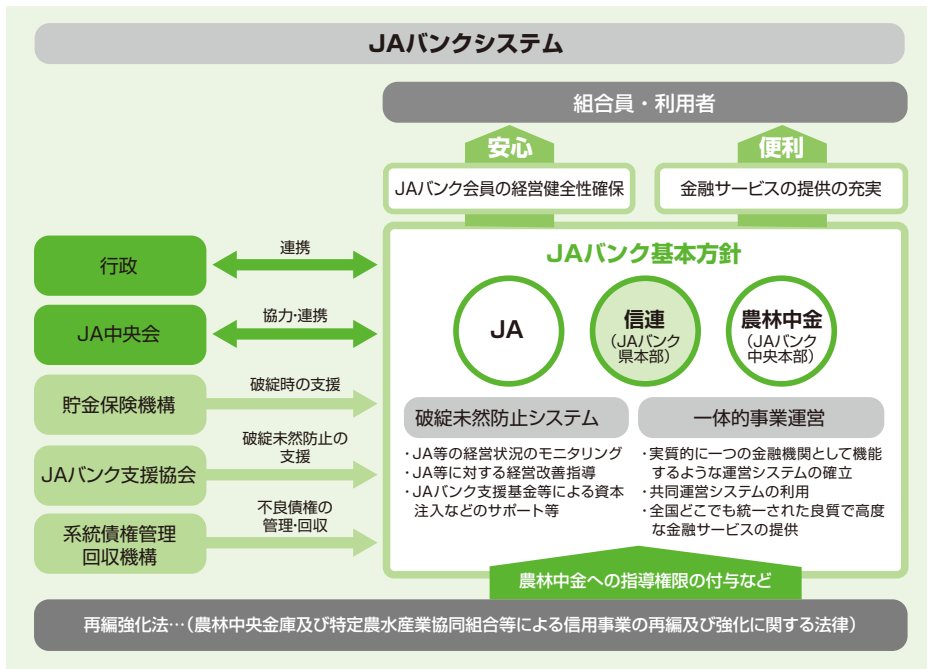 JAバンクシステム
組合員・利用者
安心
便利
JAバンク会員の経営健全性確保
金融サービスの提供の充実
行政
連携
JA中央会
協力・連携
貯金保険機構
破綻時の支援
JAバンク支援協会
破綻未然防止の
支援
系統債権管理
回収機構
不良債権の
管理・回収
JAバンク基本方針
JA
信連
（JAバンク
県本部）
農林中金
（JAバンク
中央本部）
破綻未然防止システム
・JA等の経営状況のモニタリング
・JA等に対する経営改善指導
・JAバンク支援基金等による資本
注入などのサポート等
一体的事業運営
・実質的に一つの金融機関として機能
するような運営システムの確立
・共同運営システムの利用
・全国どこでも統一された良質で高度
な金融サービスの提供
農林中金への指導権限の付与など
再編強化法…（農林中央金庫及び特定農水産業協同組合等による信用事業の再編及び強化に関する法律）